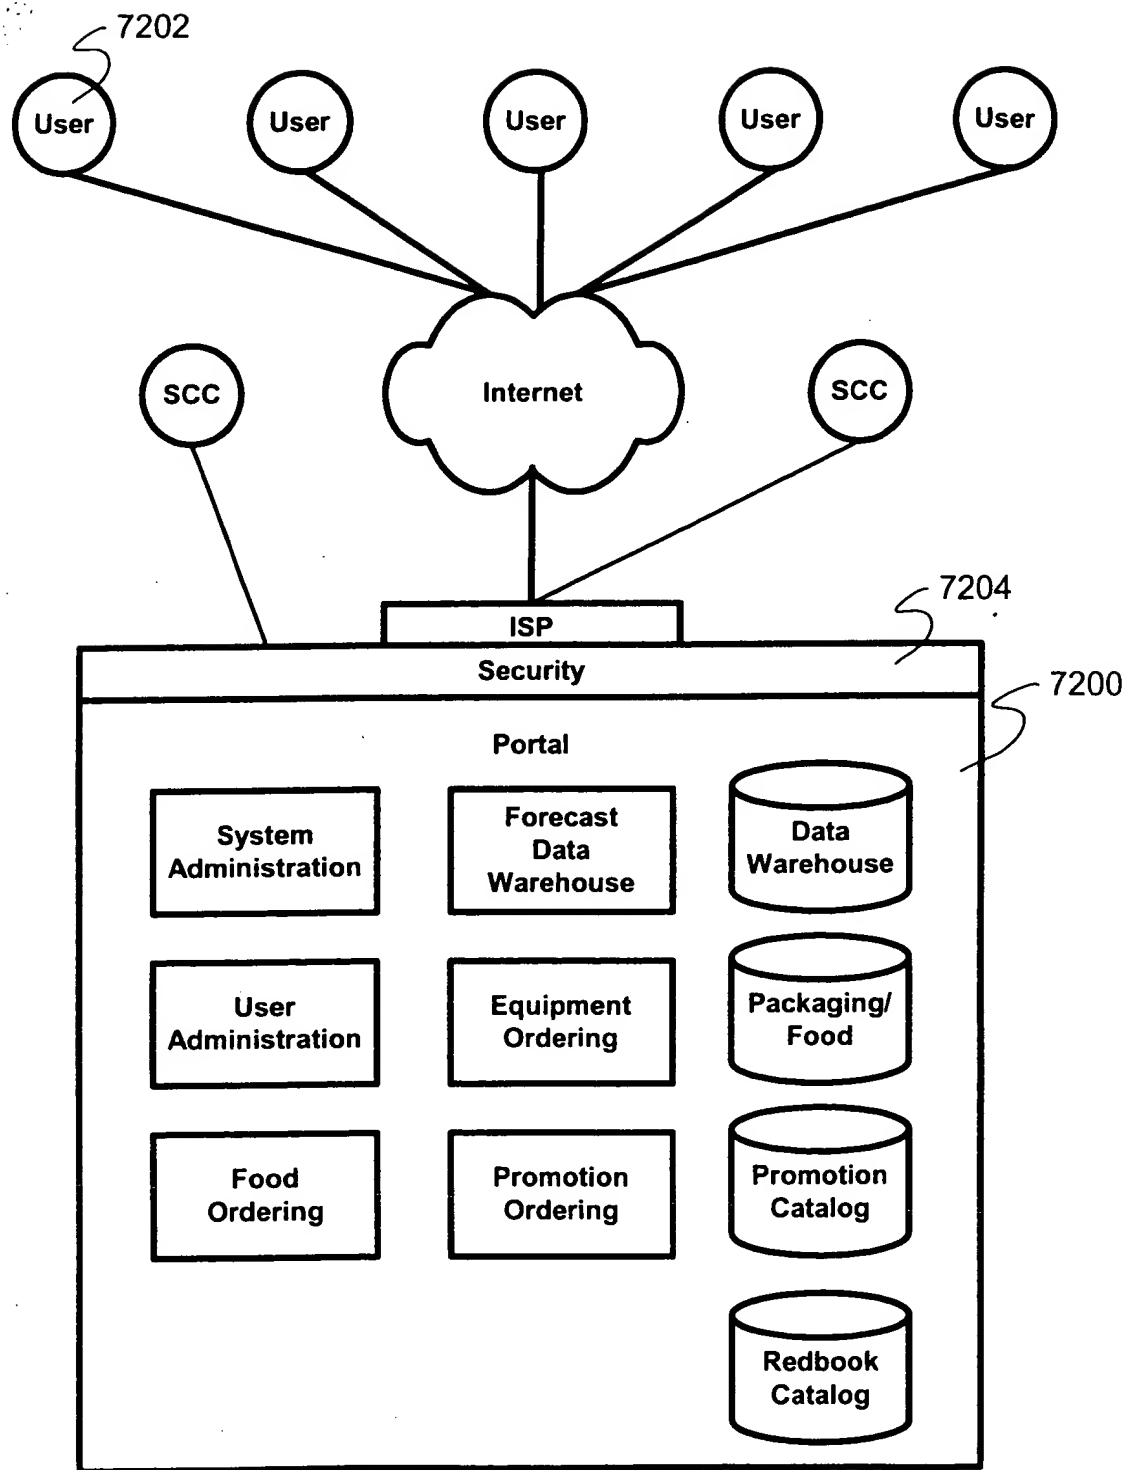 7202
User
User
User
User
User
SCC
Internet
SCC
7204
ISP
Security
7200
Portal
System
Administration
Forecast
Data
Warehouse
Data
Warehouse
User
Administration
Equipment
Ordering
Packaging/
Food
Food
Ordering
Promotion
Ordering
Promotion
Catalog
Redbook
Catalog